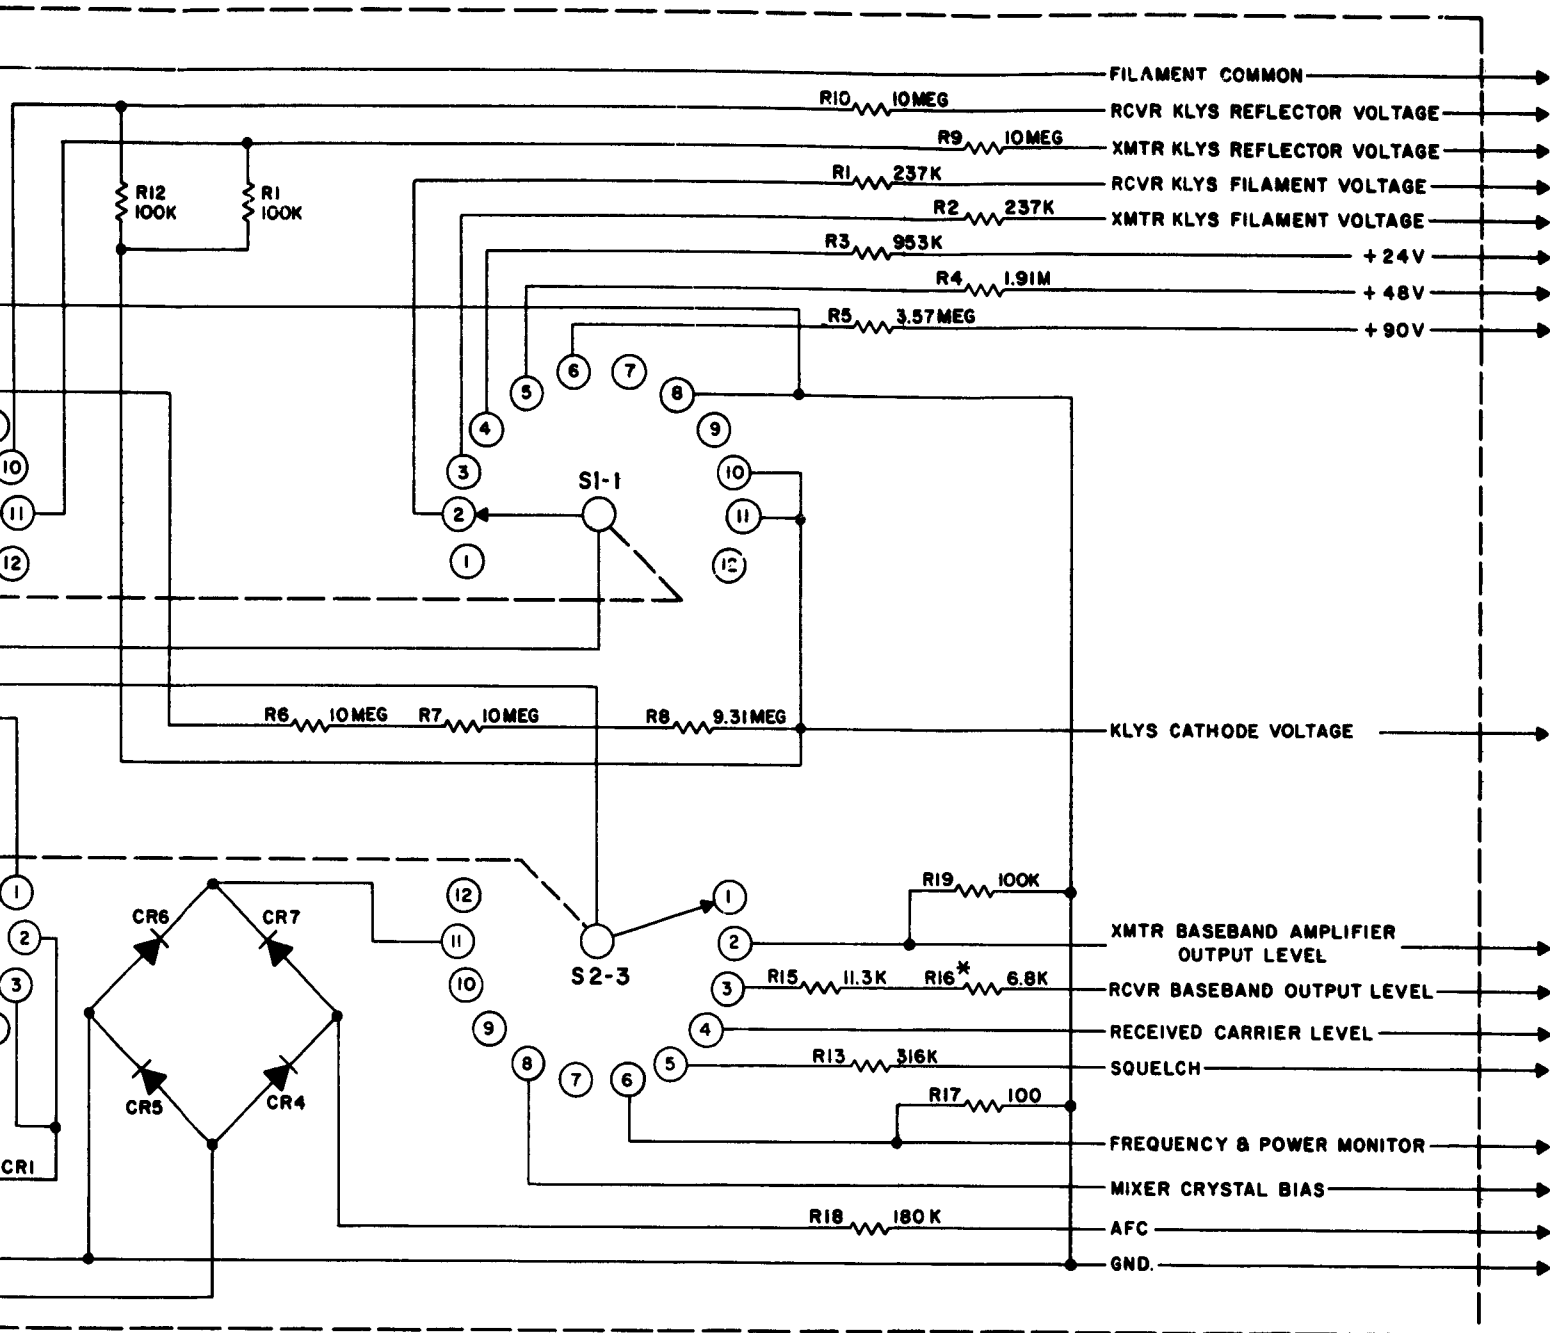 FILAMENT COMMON
R10 10MEG RCVR KLYS REFLECTOR VOLTAGE
R9 10MEG XMTR KLYS REFLECTOR VOLTAGE
R1 237K RCVR KLYS FILAMENT VOLTAGE
R12 R1
100K 100K
R2 237K XMTR KLYS FILAMENT VOLTAGE
R3 953K +24V
R4 1.91M +48V
R5 3.57MEG +90V
6 7
5 8
4 9
10 3 10
S1-1
11 2 11
12 1 12
R6 10MEG R7 10MEG R8 9.31MEG
KLYS CATHODE VOLTAGE
R19 100K
1 12 1
CR6 CR7
XMTR BASEBAND AMPLIFIER
OUTPUT LEVEL
2 11 2
S2-3
3 10 3 R15 11.3K R16* 6.8K RCVR BASEBAND OUTPUT LEVEL
9 4 RECEIVED CARRIER LEVEL
8 5 R13 316K SQUELCH
7 6
CR5 CR4
R17 100
FREQUENCY & POWER MONITOR
CR1
MIXER CRYSTAL BIAS
R18 180K AFC
GND.